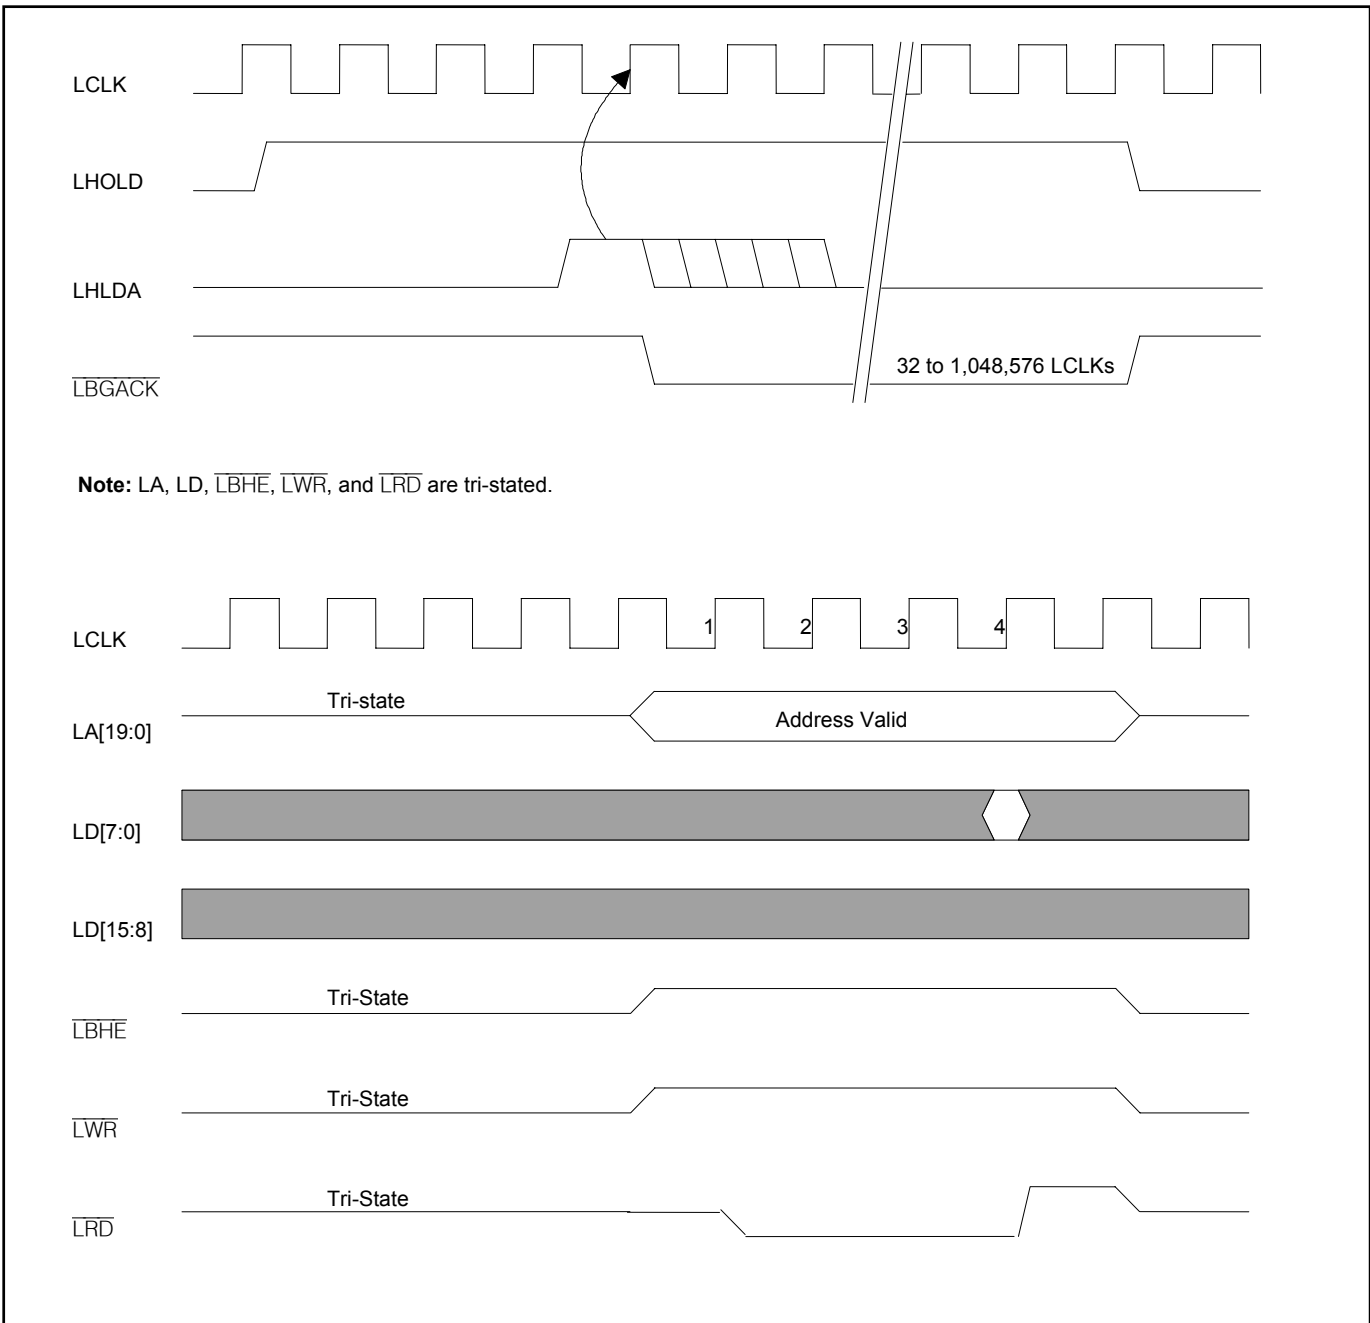 LCLK
LHOLD
LHLDA
LBGACK
32 to 1,048,576 LCLKs
Note: LA, LD, LBHE, LWR, and LRD are tri-stated.
LCLK
1 2 3 4
LA[19:0]
Tri-state
Address Valid
LD[7:0]
LD[15:8]
LBHE
Tri-State
LWR
Tri-State
LRD
Tri-State